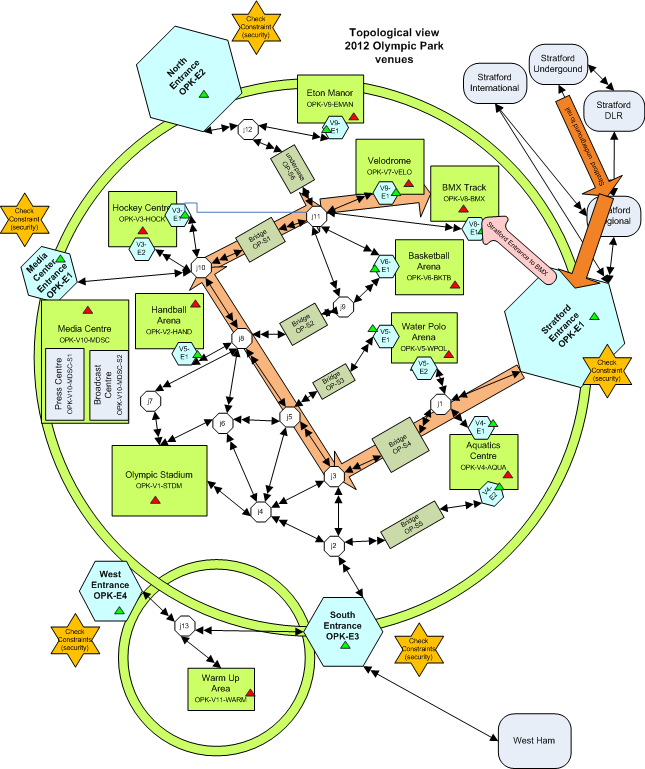 Topological view
2012 Olympic Park
venues
Check
Constraint
(security)
North
Entrance
OPK-E2
Eton Manor
OPK-V9-EMAN
V9-
E1
j12
underpass
OP-S6
Stratford
Undergound
Stratford
International
Stratford
DLR
Stratford underground to rail
Stratford Entrance to BMX
Velodrome
OPK-V7-VELO
V9-
E1
BMX Track
OPK-V8-BMX
V8-
E1
Check
Constraint
(security)
Hockey Centre
OPK-V3-HOCK
V3-
E1
V3-
E2
j11
Bridge
OP-S1
j10
Media
Center
Entrance
OPK-E1
Basketball
Arena
OPK-V6-BKTB
V6-
E1
Media Centre
OPK-V10-MDSC
Press Centre
OPK-V10-MDSC-S1
Broadcast
Centre
OPK-V10-MDSC-S2
Handball
Arena
OPK-V2-HAND
V5-
E1
j9
Bridge
OP-S2
j8
Water Polo
Arena
OPK-V5-WPOL
V5-
E1
V5-
E2
Stratford
Entrance
OPK-E1
Check
Constraint
(security)
Bridge
OP-S3
j7
j6
j5
j1
Bridge
OP-S4
V4-
E1
Aquatics
Centre
OPK-V4-AQUA
V4-
E2
Olympic Stadium
OPK-V1-STDM
j3
j4
Bridge
OP-S5
j2
West
Entrance
OPK-E4
Check
Constraints
(security)
j13
South
Entrance
OPK-E3
Check
Constraints
(security)
Warm Up
Area
OPK-V11-WARM
West Ham